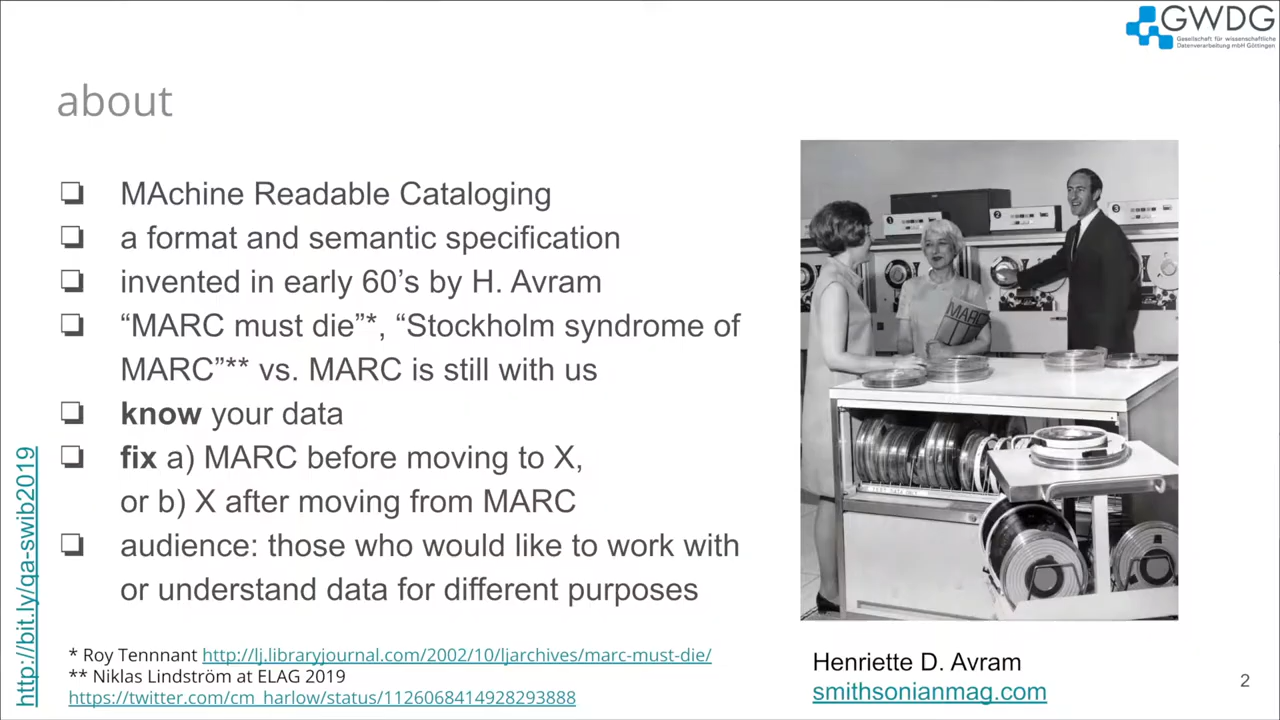 GWDG
Gesellschaft für wissenschaftliche
Datenverarbeitung mbH Göttingen
about
❏ MAchine Readable Cataloging
❏ a format and semantic specification
❏ invented in early 60’s by H. Avram
❏ “MARC must die”*, “Stockholm syndrome of
MARC”** vs. MARC is still with us
❏ know your data
❏ fix a) MARC before moving to X,
or b) X after moving from MARC
❏ audience: those who would like to work with
or understand data for different purposes
* Roy Tennnant http://lj.libraryjournal.com/2002/10/ljarchives/marc-must-die/
** Niklas Lindström at ELAG 2019
https://twitter.com/cm_harlow/status/1126068414928293888
http://bit.ly/qa-swib2019
1
2
3
MARC
Henriette D. Avram
smithsonianmag.com
2